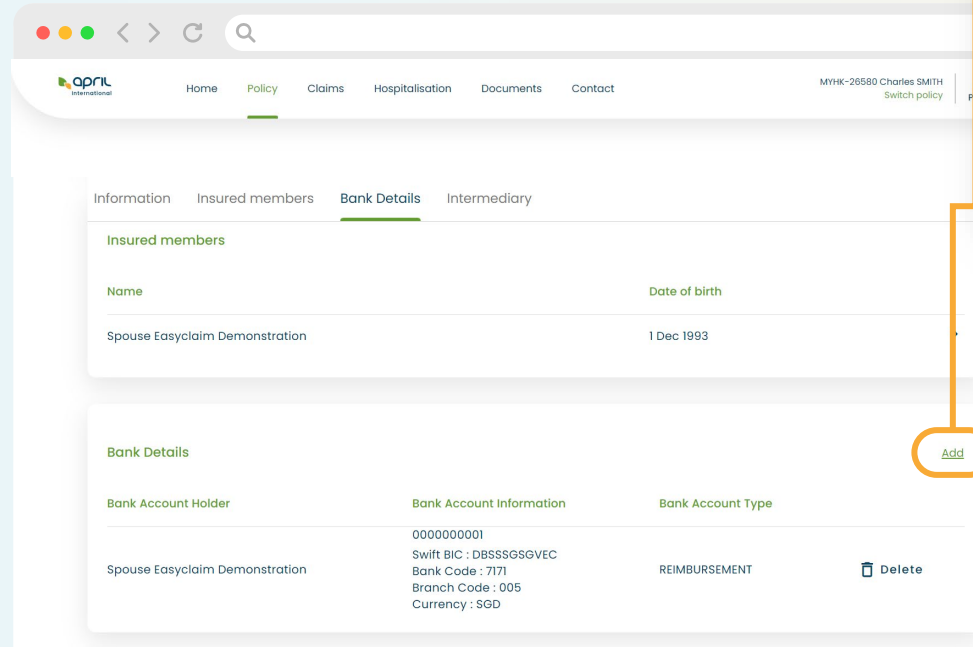 april
international
Home Policy Claims Hospitalisation Documents Contact
MYHK-26580 Charles SMITH
Switch policy
Information Insured members Bank Details Intermediary
Insured members
Name Date of birth
Spouse Easyclaim Demonstration 1 Dec 1993
Bank Details Add
Bank Account Holder Bank Account Information Bank Account Type
0000000001
Swift BIC : DBSSSGSGVEC
Spouse Easyclaim Demonstration Bank Code : 7171 REIMBURSEMENT Delete
Branch Code : 005
Currency : SGD